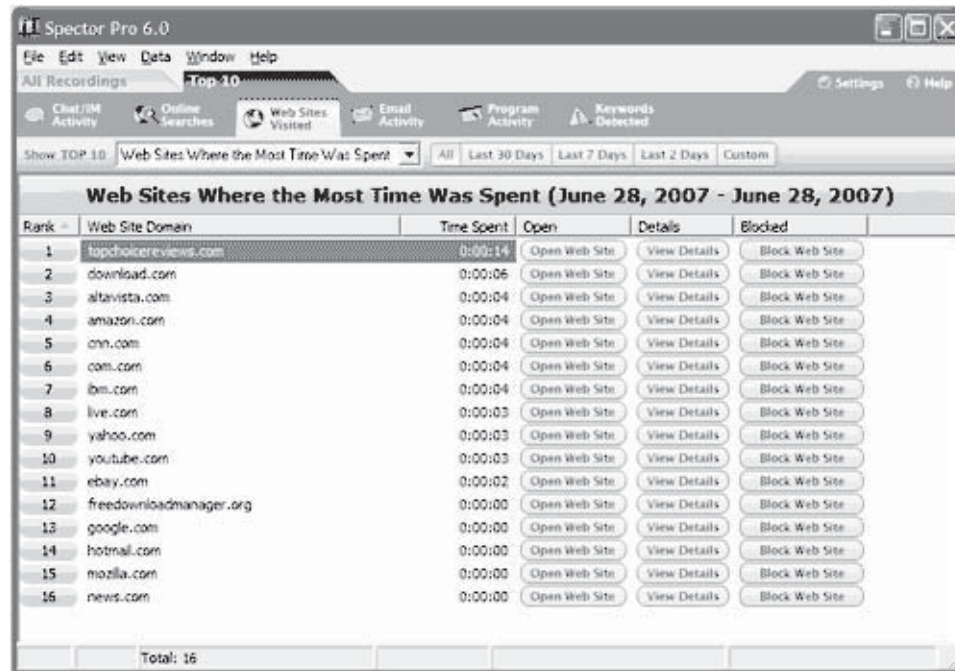 Spector Pro 6.0
File Edit View Data Window Help
All Recordings Top 10 Settings Help
Chat/IM Activity Online Searches Web Sites Visited Email Activity Program Activity Keywords Detected
Show TOP 10 Web Sites Where the Most Time Was Spent All Last 30 Days Last 7 Days Last 2 Days Custom
Web Sites Where the Most Time Was Spent (June 28, 2007 - June 28, 2007)
Rank Web Site Domain Time Spent Open Details Blocked
1 topchoicereviews.com 0:00:14 Open Web Site View Details Block Web Site
2 download.com 0:00:06 Open Web Site View Details Block Web Site
3 altavista.com 0:00:04 Open Web Site View Details Block Web Site
4 amazon.com 0:00:04 Open Web Site View Details Block Web Site
5 cnn.com 0:00:04 Open Web Site View Details Block Web Site
6 com.com 0:00:04 Open Web Site View Details Block Web Site
7 ibm.com 0:00:04 Open Web Site View Details Block Web Site
8 live.com 0:00:03 Open Web Site View Details Block Web Site
9 yahoo.com 0:00:03 Open Web Site View Details Block Web Site
10 youtube.com 0:00:03 Open Web Site View Details Block Web Site
11 ebay.com 0:00:02 Open Web Site View Details Block Web Site
12 freedownloadmanager.org 0:00:00 Open Web Site View Details Block Web Site
13 google.com 0:00:00 Open Web Site View Details Block Web Site
14 hotmail.com 0:00:00 Open Web Site View Details Block Web Site
15 mozilla.com 0:00:00 Open Web Site View Details Block Web Site
16 news.com 0:00:00 Open Web Site View Details Block Web Site
Total: 16